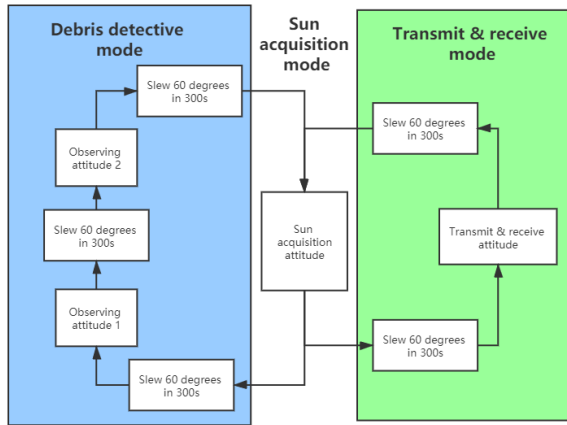 Debris detective
mode
Sun
acquisition
mode
Transmit & receive
mode
Slew 60 degrees
in 300s
Slew 60 degrees
in 300s
Observing
attitude 2
Slew 60 degrees
in 300s
Sun
acquisition
attitude
Transmit & receive
attitude
Observing
attitude 1
Slew 60 degrees
in 300s
Slew 60 degrees
in 300s